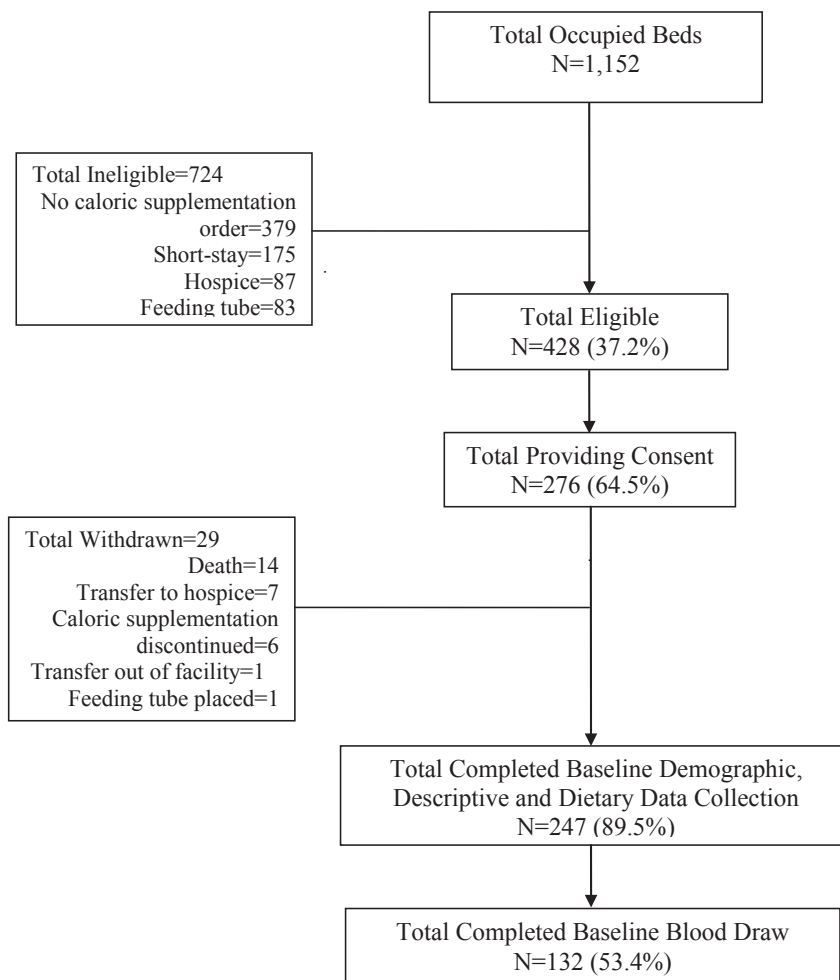 Total Occupied Beds
N=1,152
Total Ineligible=724
No caloric supplementation
order=379
Short-stay=175
Hospice=87
Feeding tube=83
Total Eligible
N=428 (37.2%)
Total Providing Consent
N=276 (64.5%)
Total Withdrawn=29
Death=14
Transfer to hospice=7
Caloric supplementation
discontinued=6
Transfer out of facility=1
Feeding tube placed=1
Total Completed Baseline Demographic,
Descriptive and Dietary Data Collection
N=247 (89.5%)
Total Completed Baseline Blood Draw
N=132 (53.4%)